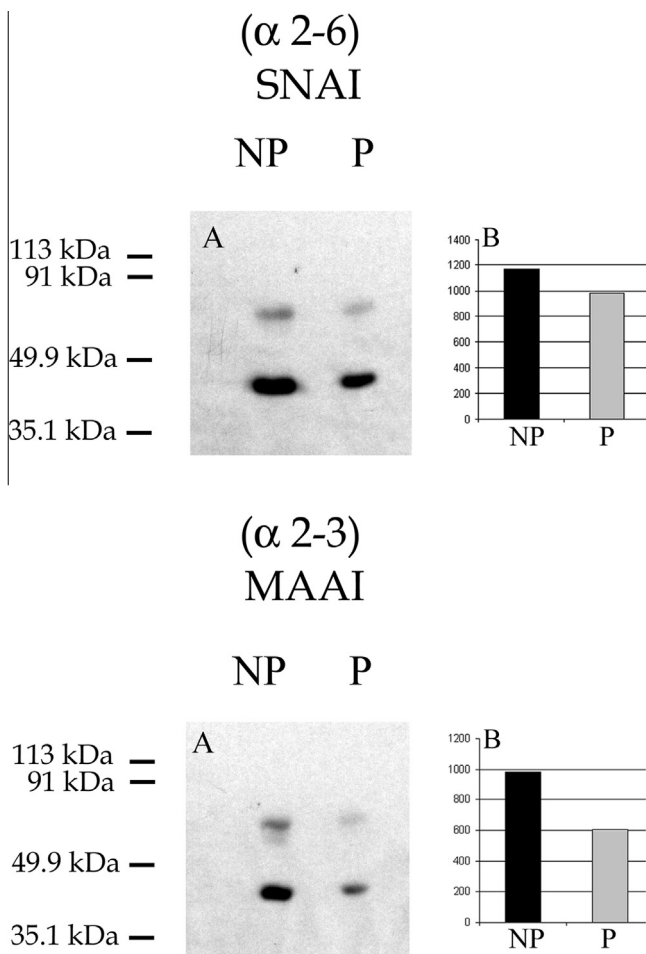 (α 2-6)
SNAI
NP P
113 kDa
91 kDa
49.9 kDa
35.1 kDa
A
B
1400
1200
1000
800
600
400
200
0
NP P
(α 2-3)
MAAI
NP P
113 kDa
91 kDa
49.9 kDa
35.1 kDa
A
B
1200
1000
800
600
400
200
0
NP P